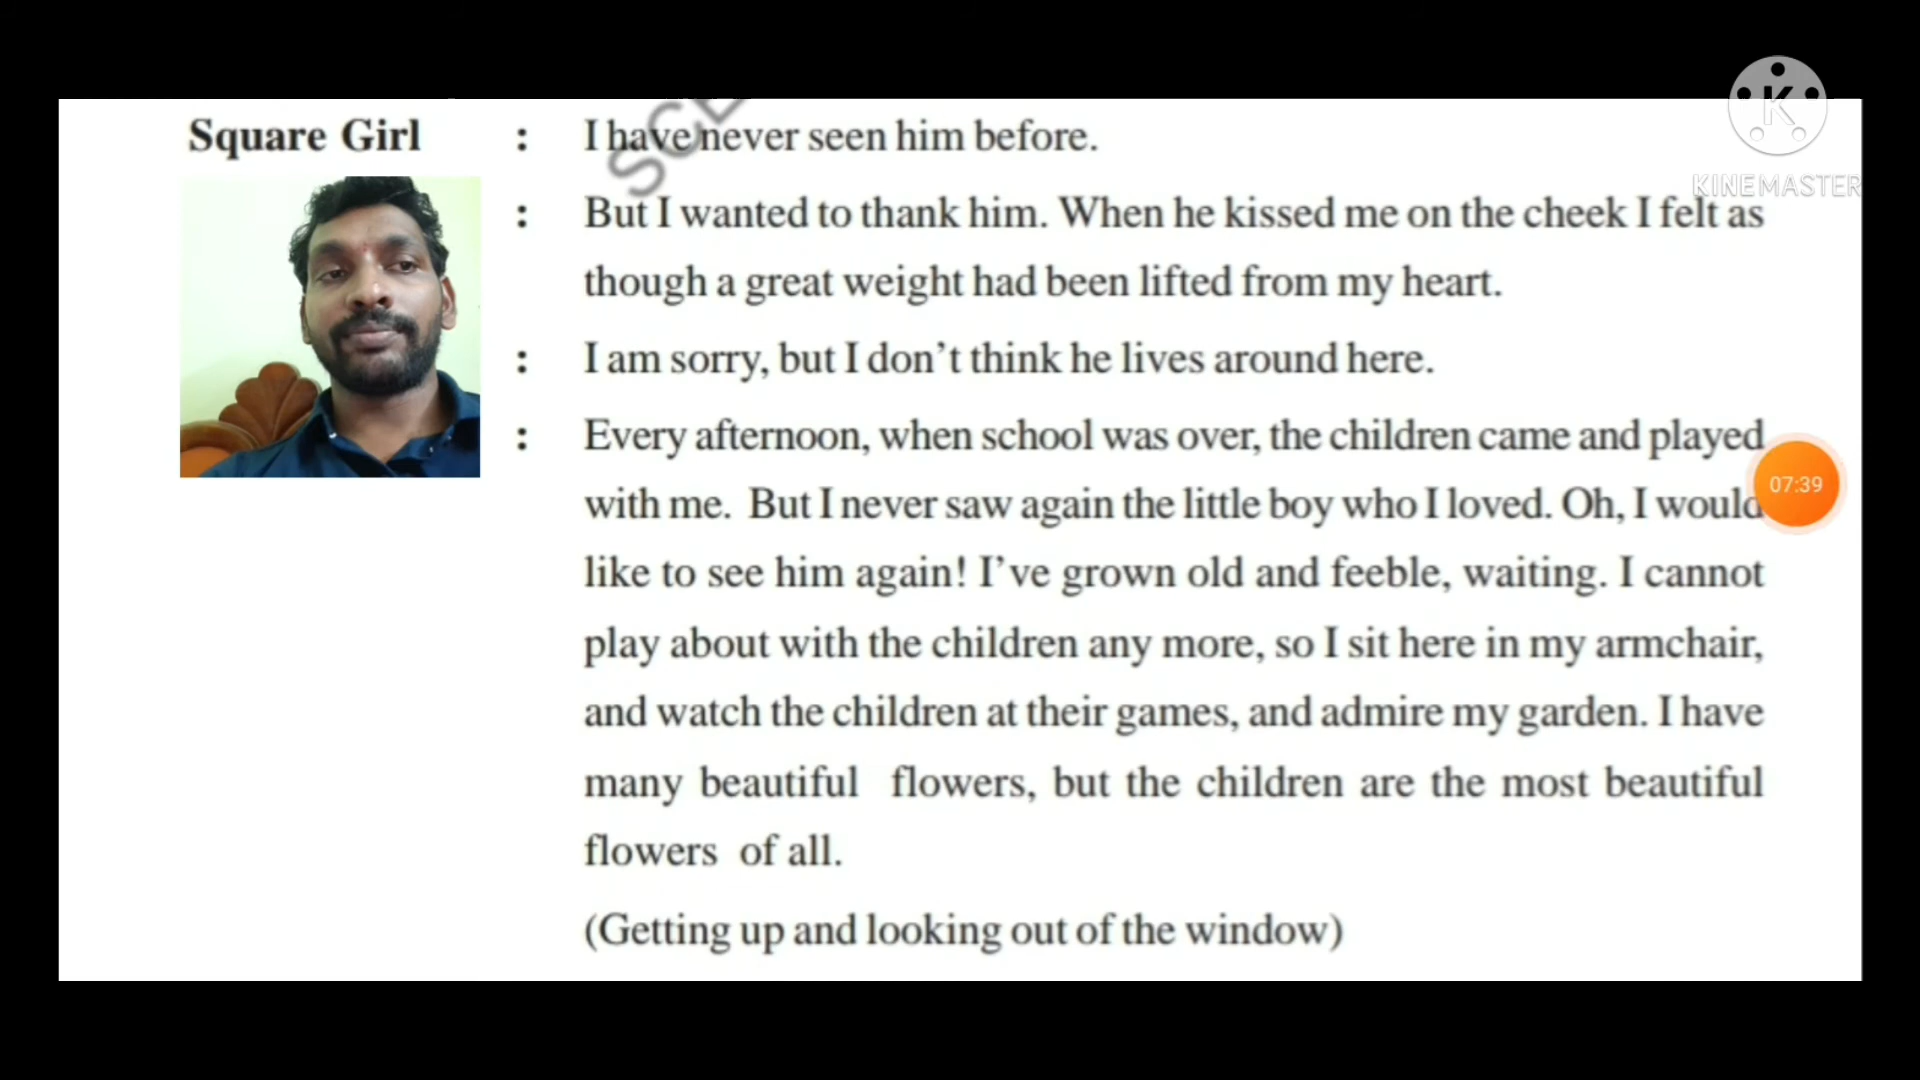 Square Girl : I have never seen him before.
: But I wanted to thank him. When he kissed me on the cheek I felt as
though a great weight had been lifted from my heart.
: I am sorry, but I don't think he lives around here.
: Every afternoon, when school was over, the children came and played
with me. But I never saw again the little boy who I loved. Oh, I would
like to see him again! I've grown old and feeble, waiting. I cannot
play about with the children any more, so I sit here in my armchair,
and watch the children at their games, and admire my garden. I have
many beautiful flowers, but the children are the most beautiful
flowers of all.
(Getting up and looking out of the window)
K
KINEMASTER
07:39